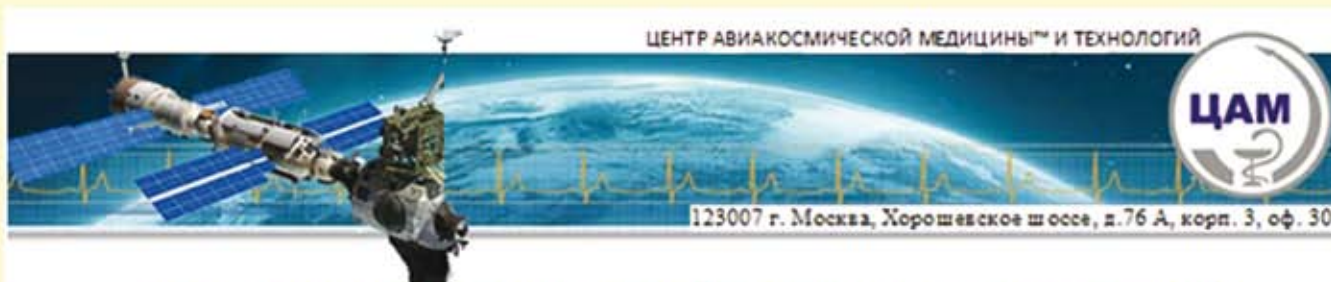 ЦЕНТР АВИАКОСМИЧЕСКОЙ МЕДИЦИНЫ™ И ТЕХНОЛОГИЙ
ЦАМ
123007 г. Москва, Хорошевское шоссе, д.76 А, корп. 3, оф. 30